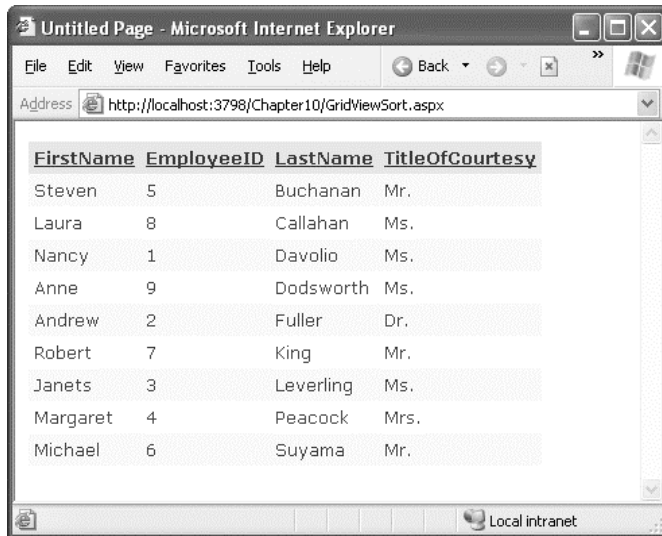 Untitled Page - Microsoft Internet Explorer
File Edit View Favorites Tools Help Back »
Address http://localhost:3798/Chapter10/GridViewSort.aspx
FirstName EmployeeID LastName TitleOfCourtesy
Steven 5 Buchanan Mr.
Laura 8 Callahan Ms.
Nancy 1 Davolio Ms.
Anne 9 Dodsworth Ms.
Andrew 2 Fuller Dr.
Robert 7 King Mr.
Janets 3 Leverling Ms.
Margaret 4 Peacock Mrs.
Michael 6 Suyama Mr.
Local intranet